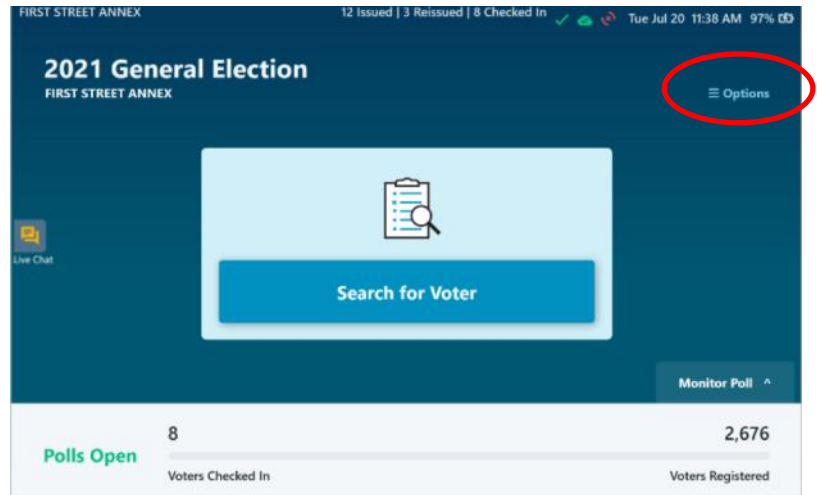 FIRST STREET ANNEX 12 Issued | 3 Reissued | 8 Checked In Tue Jul 20 11:38 AM 97%
2021 General Election
FIRST STREET ANNEX
☰ Options
Live Chat
Search for Voter
Monitor Poll ^
8 2,676
Polls Open
Voters Checked In Voters Registered